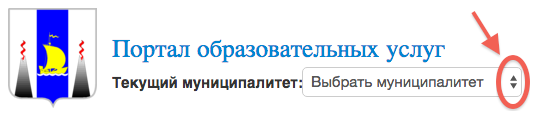 Портал образовательных услуг
Текущий муниципалитет: Выбрать муниципалитет